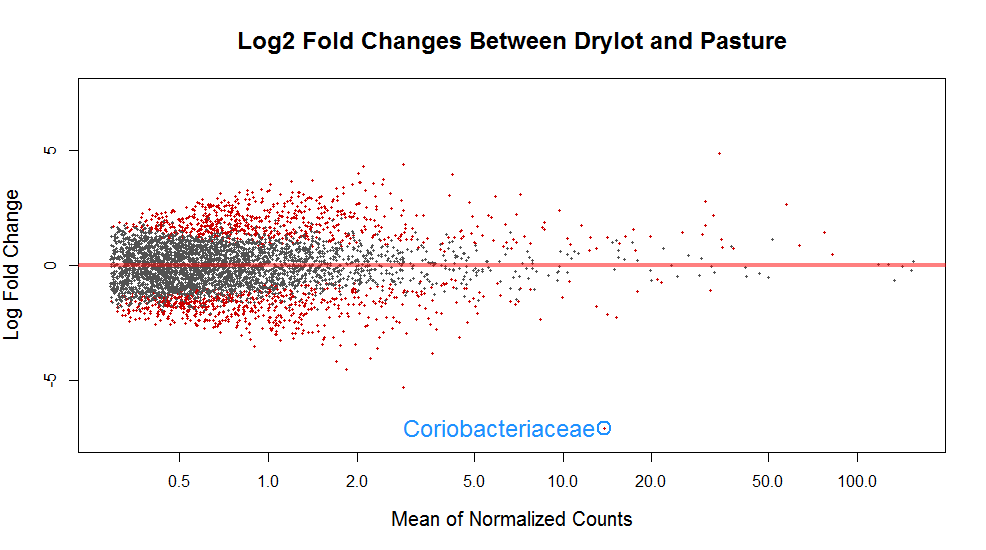 Log2 Fold Changes Between Drylot and Pasture
Log Fold Change
5
0
-5
Coriobacteriaceae
0.5 1.0 2.0 5.0 10.0 20.0 50.0 100.0
Mean of Normalized Counts